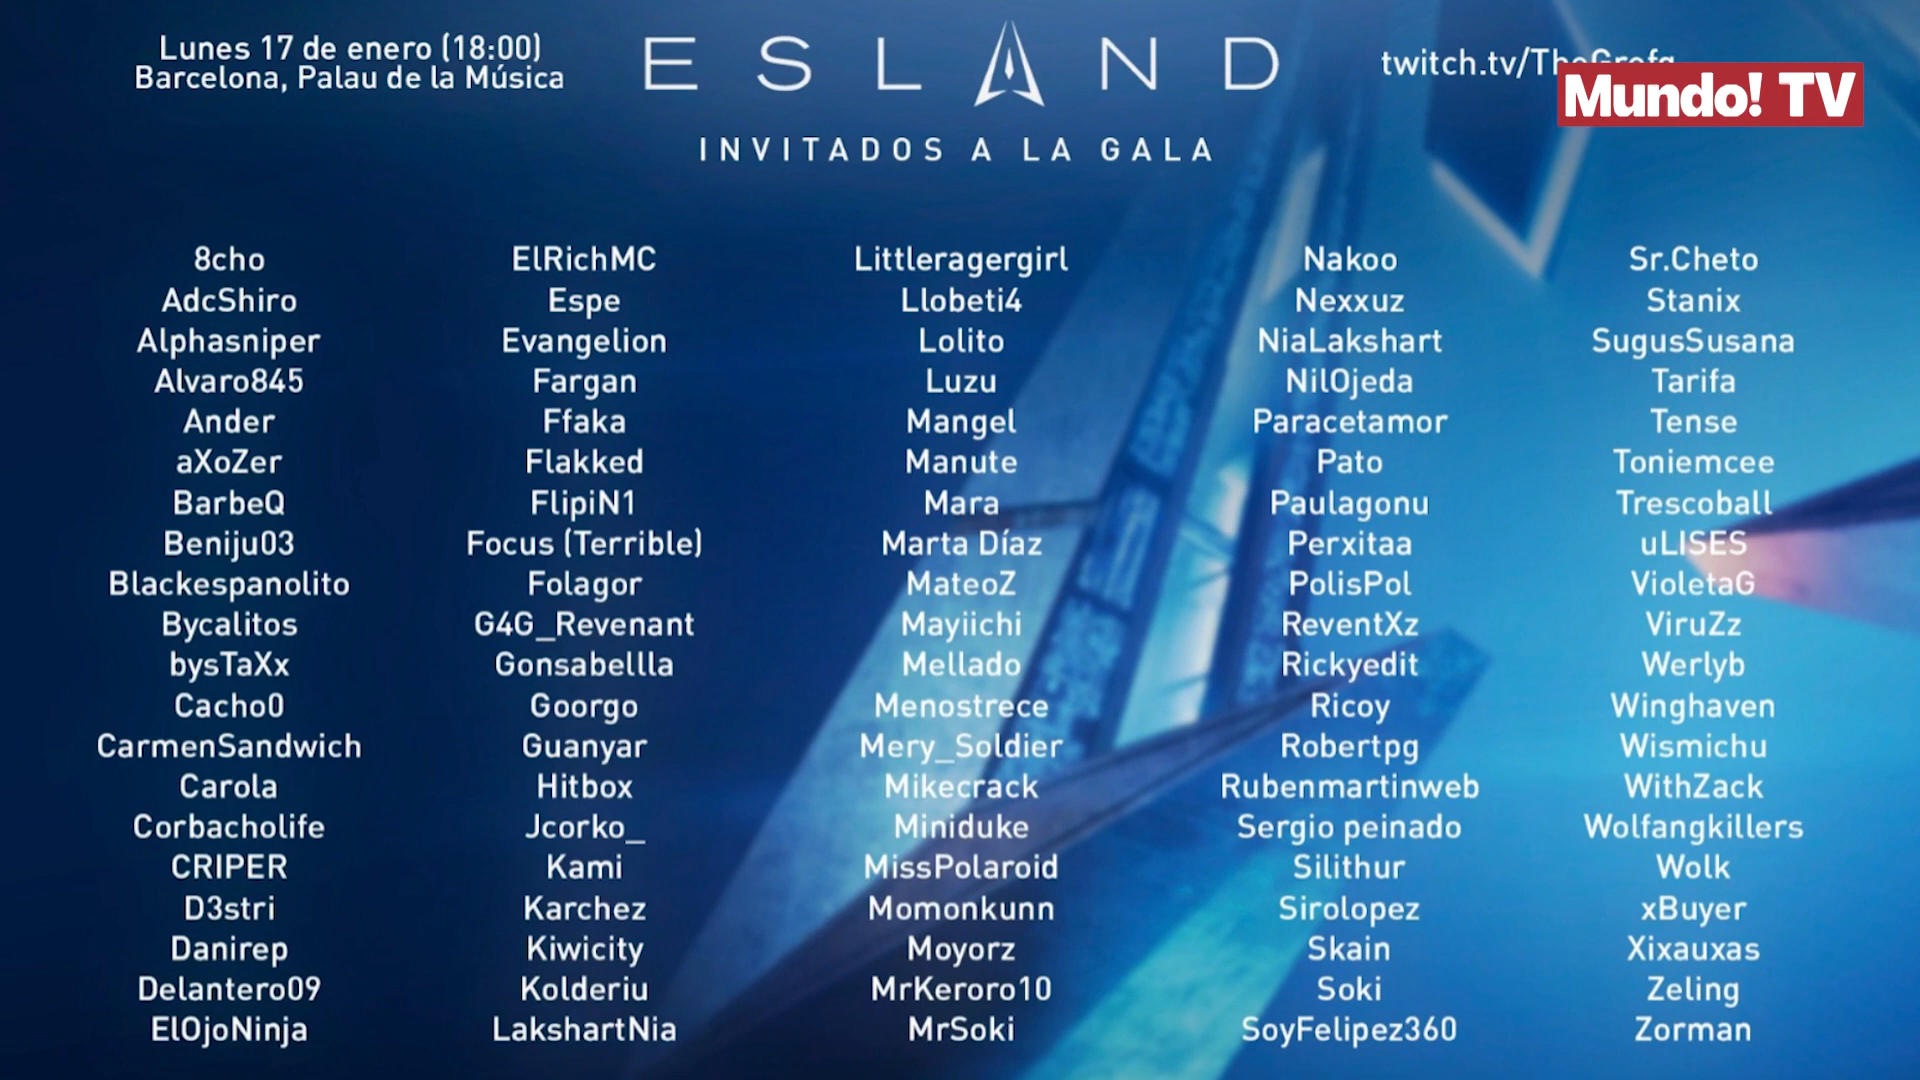 Lunes 17 de enero (18:00)
Barcelona, Palau de la Música
ESLAND
INVITADOS A LA GALA
Mundo! TV
8cho
AdcShiro
Alphasniper
Alvaro845
Ander
aXoZer
BarbeQ
Beniju03
Blackespanolito
Bycalitos
bysTaXx
Cacho0
CarmenSandwich
Carola
Corbacholife
CRIPER
D3stri
Danirep
Delantero09
ElOjoNinja
ElRichMC
Espe
Evangelion
Fargan
Ffaka
Flakked
FlipiN1
Focus (Terrible)
Folagor
G4G_Revenant
Gonsabellla
Goorgo
Guanyar
Hitbox
Jcorko_
Kami
Karchez
Kiwicity
Kolderiu
LakshartNia
Littleragergirl
Llobeti4
Lolito
Luzu
Mangel
Manute
Mara
Marta Díaz
MateoZ
Mayiichi
Mellado
Menostrece
Mery_Soldier
Mikecrack
Miniduke
MissPolaroid
Momonkunn
Moyorz
MrKeroro10
MrSoki
Nakoo
Nexxuz
NiaLakshart
NilOjeda
Paracetamor
Pato
Paulagonu
Perxitaa
PolisPol
ReventXz
Rickyedit
Ricoy
Robertpg
Rubenmartinweb
Sergio peinado
Silithur
Sirolopez
Skain
Soki
SoyFelipez360
Sr.Cheto
Stanix
SugusSusana
Tarifa
Tense
Toniemcee
Trescoball
uLISES
VioletaG
ViruZz
Werlyb
Winghaven
Wismichu
WithZack
Wolfangkillers
Wolk
xBuyer
Xixauxas
Zeling
Zorman